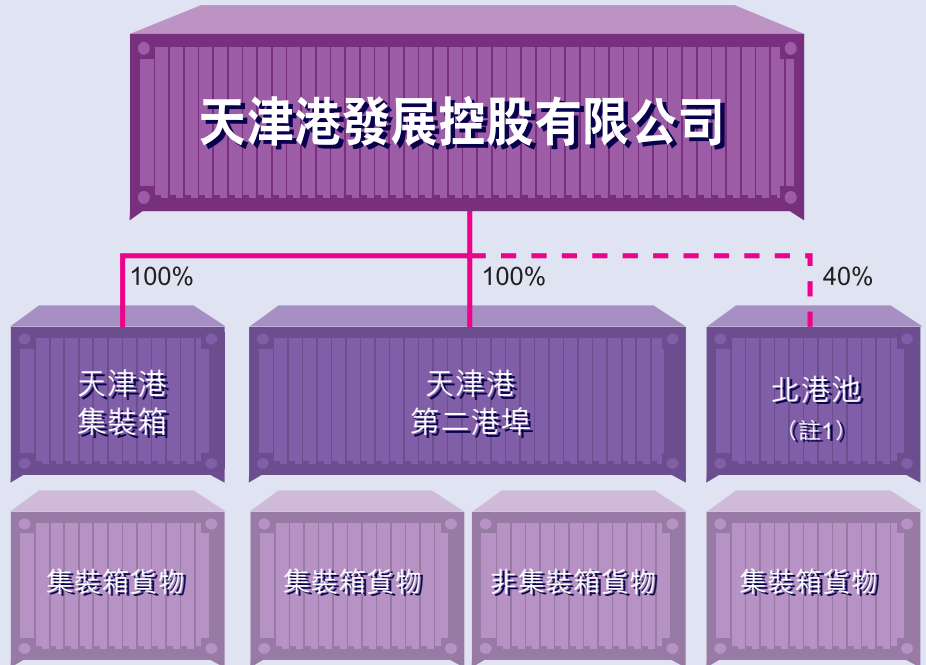 天津港發展控股有限公司
100%
100%
40%
天津港
集裝箱
天津港
第二港埠
北港池
（註1）
集裝箱貨物
集裝箱貨物
非集裝箱貨物
集裝箱貨物